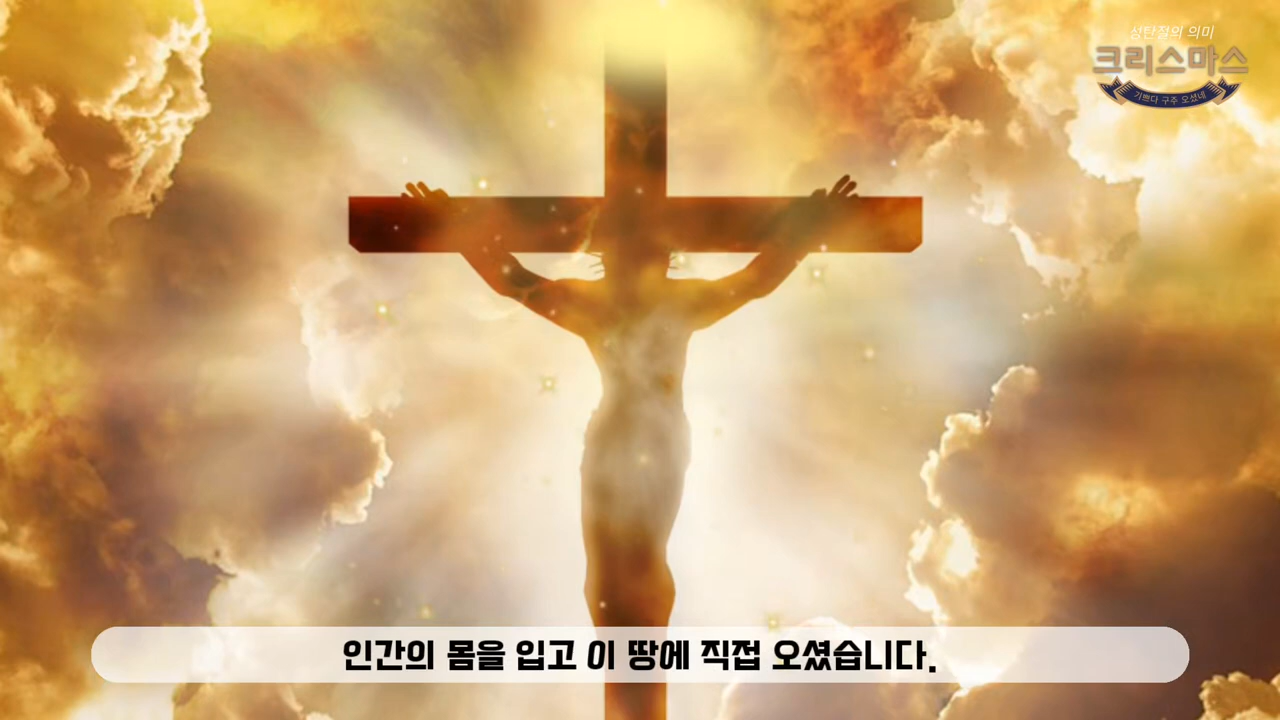 성탄절의 의미
크리스마스
기쁘다 구주 오셨네
인간의 몸을 입고 이 땅에 직접 오셨습니다.